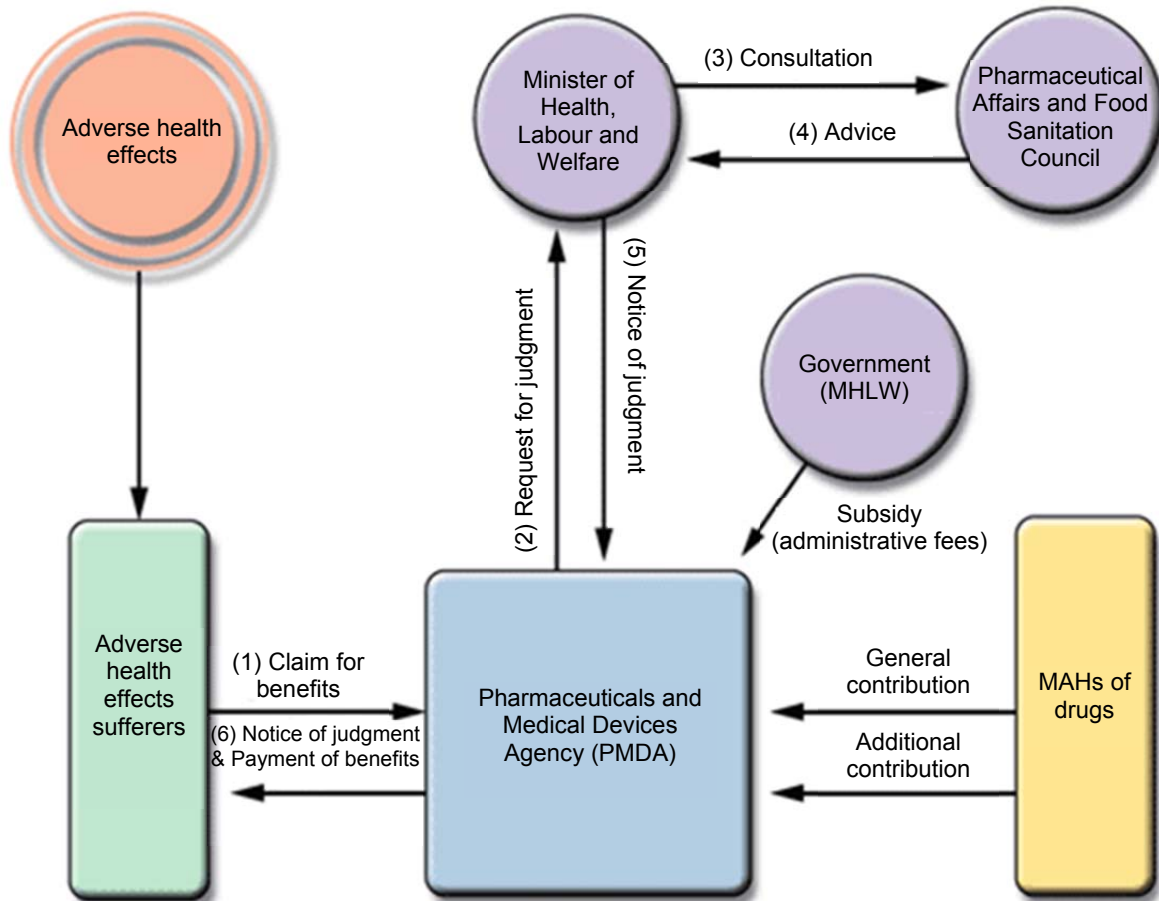 Adverse health
effects
Minister of
Health,
Labour and
Welfare
(3) Consultation
(4) Advice
Pharmaceutical
Affairs and Food
Sanitation
Council
(2) Request for judgment
(5) Notice of judgment
Government
(MHLW)
Subsidy
(administrative fees)
Adverse
health
effects
sufferers
(1) Claim for
benefits
(6) Notice of judgment
& Payment of benefits
Pharmaceuticals and
Medical Devices
Agency (PMDA)
General
contribution
Additional
contribution
MAHs of
drugs